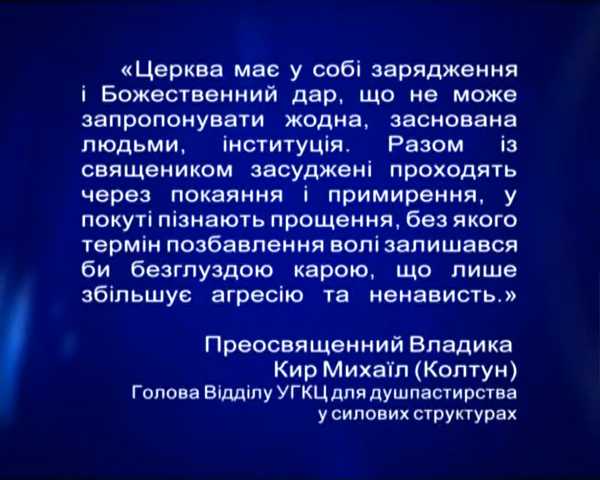 «Церква має у собі зарядження
і Божественний дар, що не може
запропонувати жодна, заснована
людьми, інституція. Разом із
священиком засуджені проходять
через покаяння і примирення, у
покуті пізнають прощення, без якого
термін позбавлення волі залишався
би безглуздою карою, що лише
збільшує агресію та ненависть.»
Преосвященний Владика
Кир Михаїл (Колтун)
Голова Відділу УГКЦ для душпастирства
у силових структурах